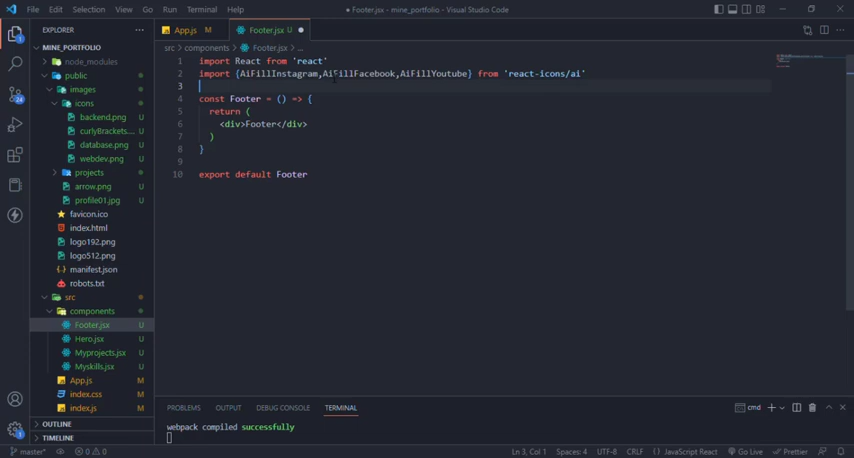 File Edit Selection View Go Run Terminal Help
● Footer.jsx - mine_portfolio - Visual Studio Code
EXPLORER ...
App.js M
Footer.jsx U ●
src > components > Footer.jsx > ...
MINE_PORTFOLIO
node_modules
public
images
icons
backend.png U
curlyBrackets.... U
database.png U
webdev.png U
projects
arrow.png U
profile01.jpg U
favicon.ico
index.html
logo192.png
logo512.png
manifest.json
robots.txt
src
components
Footer.jsx U
Hero.jsx U
Myprojects.jsx U
Myskills.jsx U
App.js M
index.css M
index.js M
OUTLINE
TIMELINE
1 import React from 'react'
2 import {AiFillInstagram,AiFillFacebook,AiFillYoutube} from 'react-icons/ai'
3
4 const Footer = () => {
5 return (
6 <div>Footer</div>
7 )
8 }
9
10 export default Footer
PROBLEMS OUTPUT DEBUG CONSOLE TERMINAL
cmd
webpack compiled successfully
1
24
1
master*
0 0
Ln 3, Col 1 Spaces: 4 UTF-8 CRLF {} JavaScript React Go Live Prettier